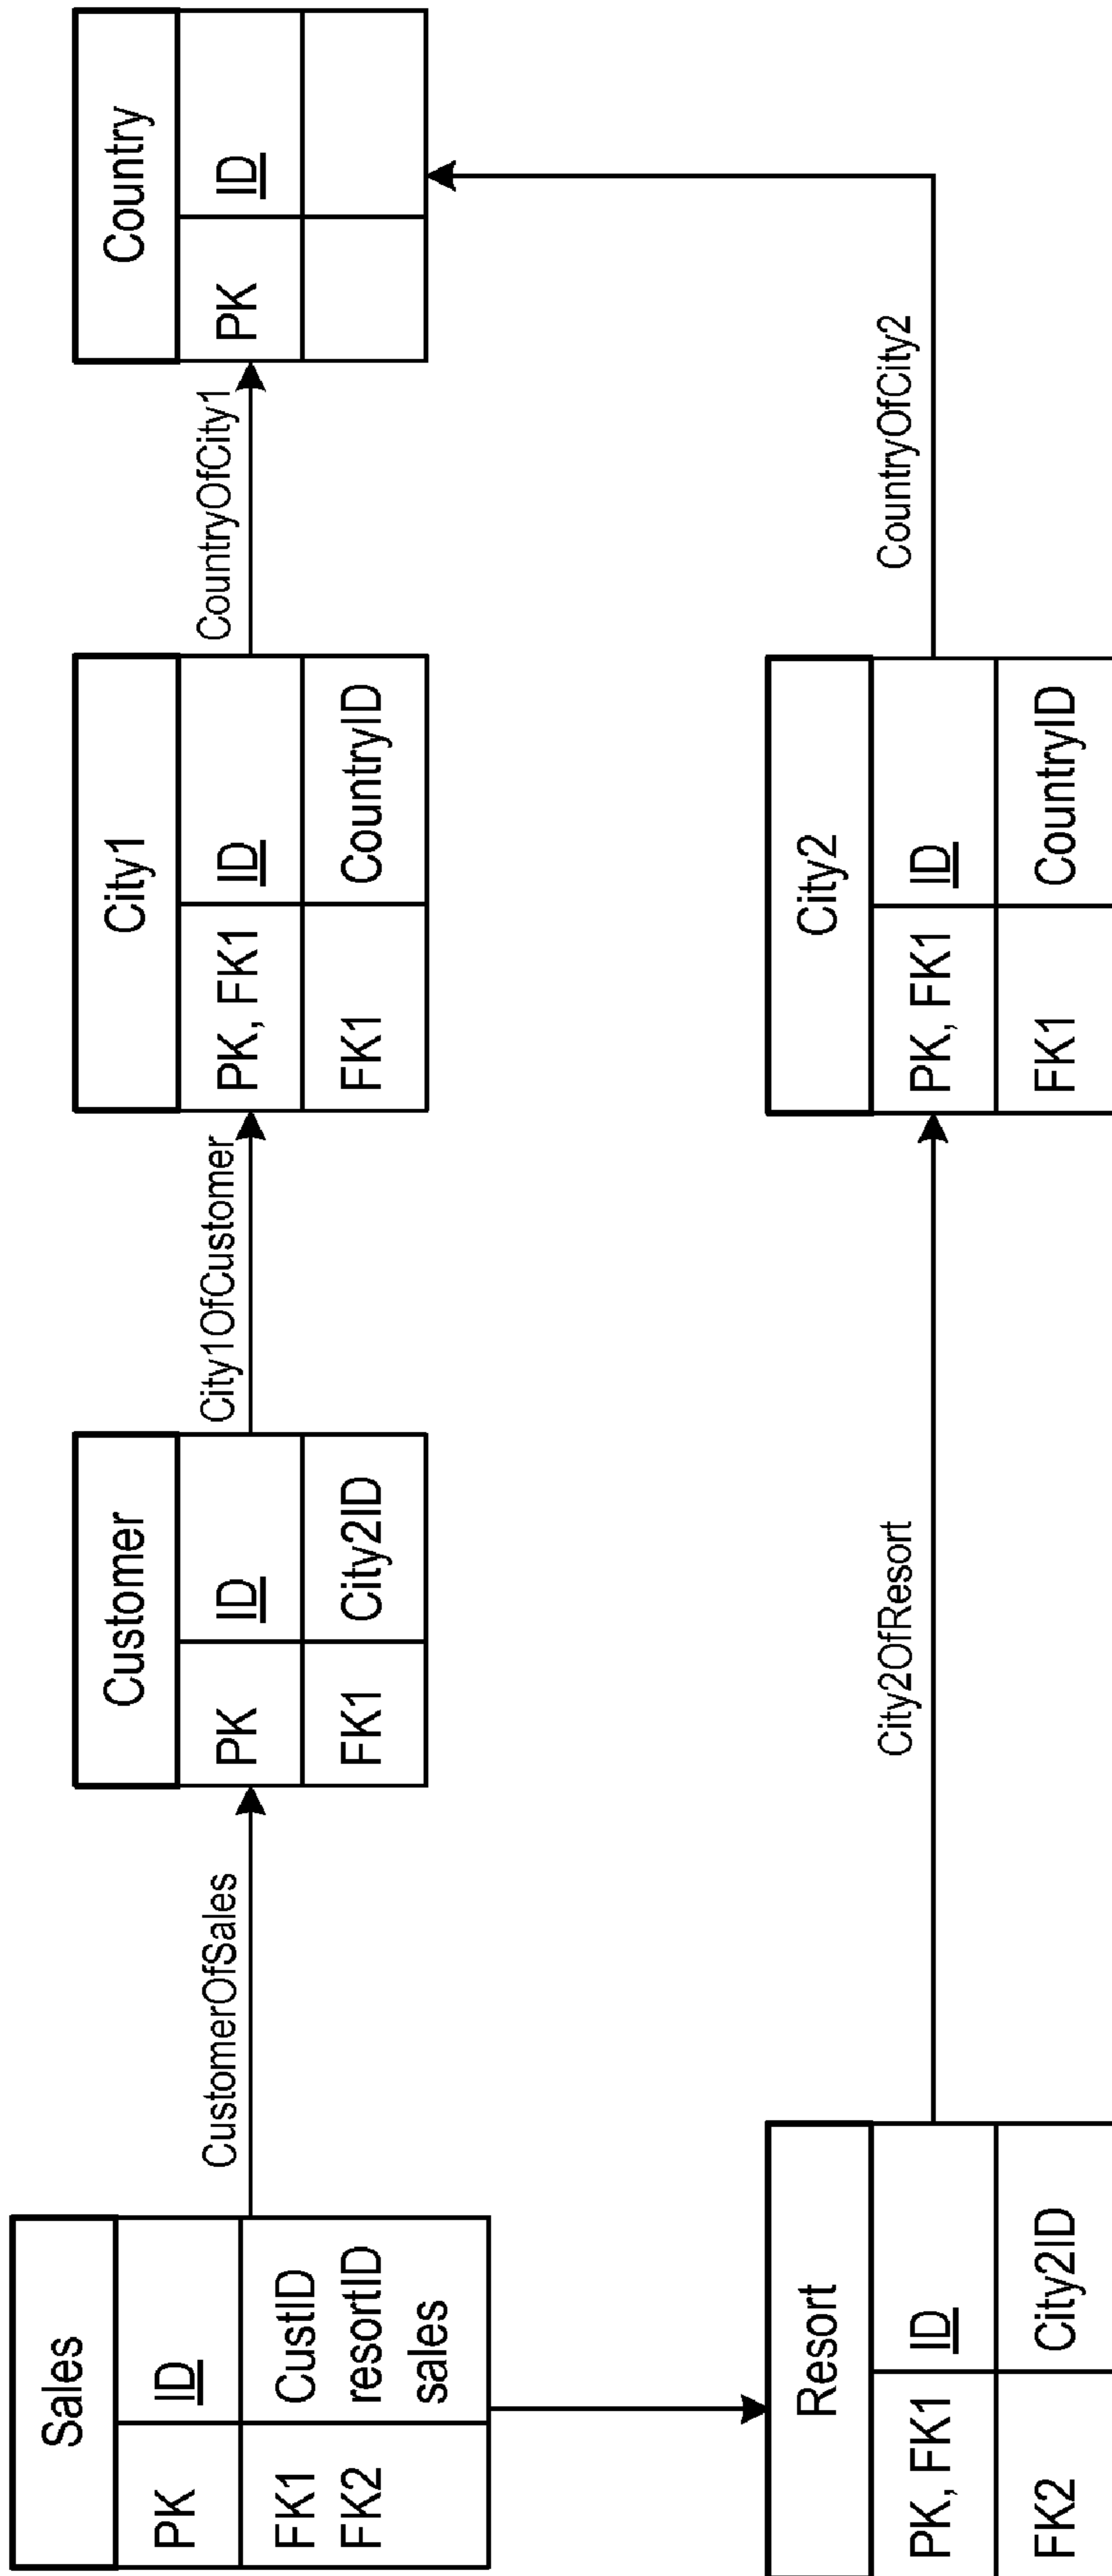 Sales
PK ID
FK1 CustID
FK2 resortID
sales
CustomerOfSales
Customer
PK ID
FK1 City2ID
City1OfCustomer
City1
PK, FK1 ID
FK1 CountryID
CountryOfCity1
Country
PK ID
Resort
PK, FK1 ID
FK2 City2ID
City2OfResort
City2
PK, FK1 ID
FK1 CountryID
CountryOfCity2